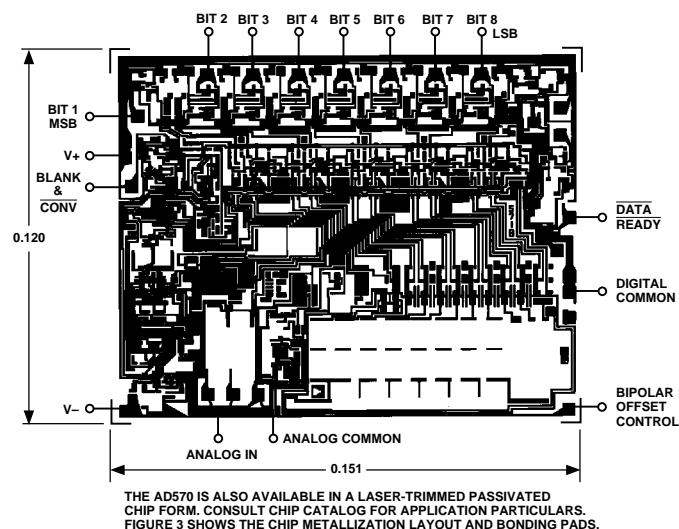 BIT 2 BIT 3 BIT 4 BIT 5 BIT 6 BIT 7 BIT 8
LSB
BIT 1
MSB
V+
BLANK
&
CONV
0.120
DATA
READY
DIGITAL
COMMON
V–
BIPOLAR
OFFSET
CONTROL
ANALOG COMMON
ANALOG IN
0.151
THE AD570 IS ALSO AVAILABLE IN A LASER-TRIMMED PASSIVATED
CHIP FORM. CONSULT CHIP CATALOG FOR APPLICATION PARTICULARS.
FIGURE 3 SHOWS THE CHIP METALLIZATION LAYOUT AND BONDING PADS.